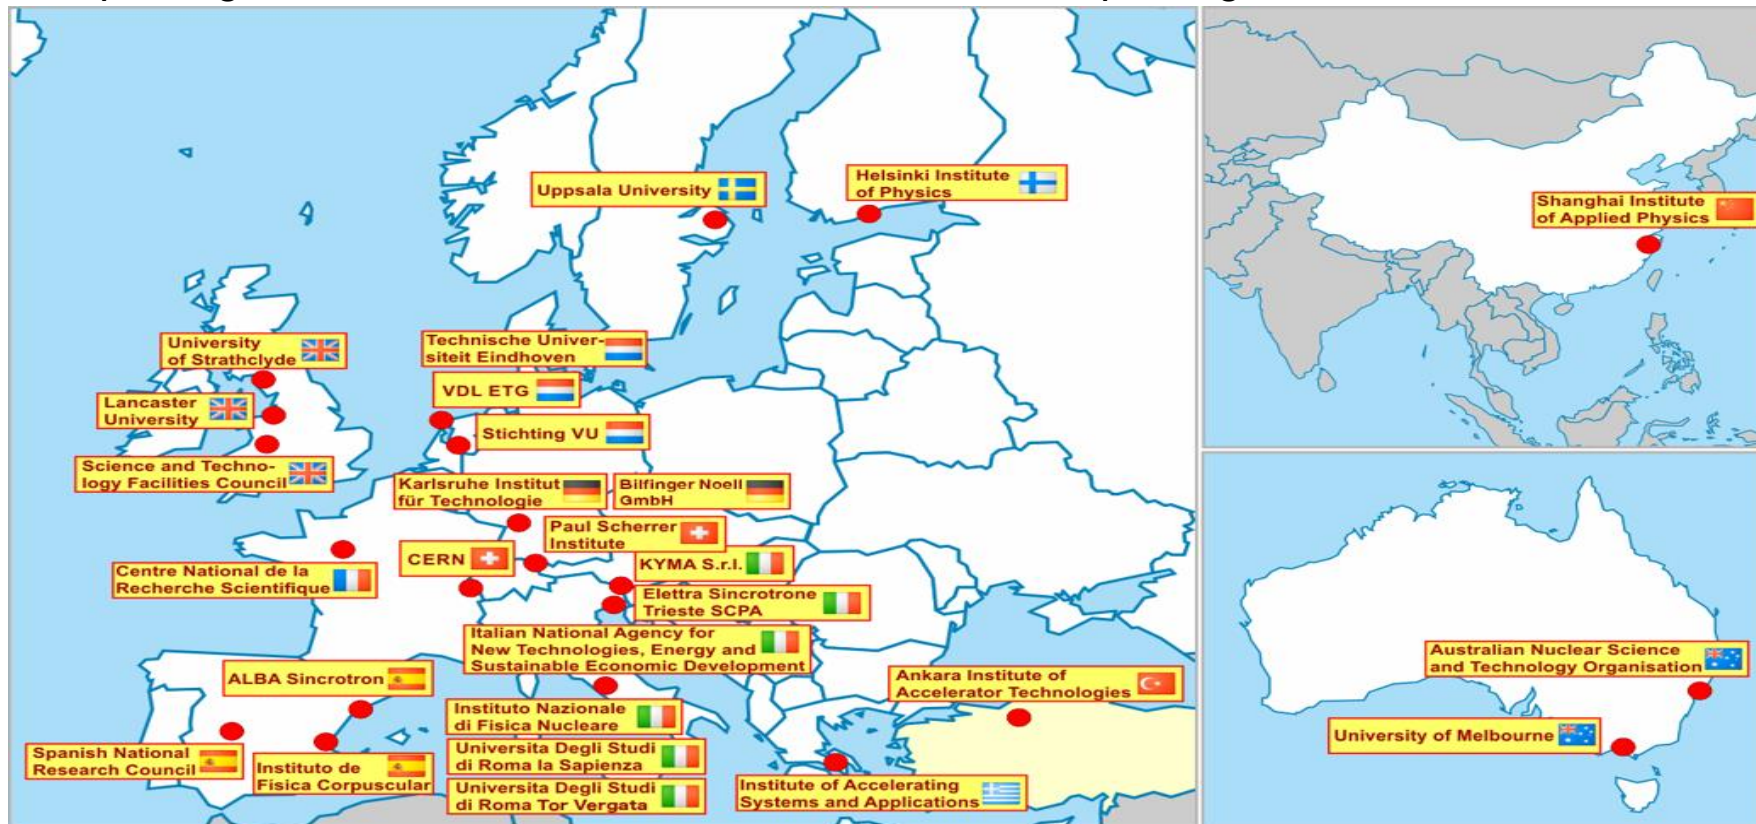 Uppsala University
Helsinki Institute
of Physics
Shanghai Institute
of Applied Physics
University
of Strathclyde
Technische Univer-
siteit Eindhoven
VDL ETG
Lancaster
University
Stichting VU
Science and Techno-
logy Facilities Council
Karlsruhe Institut
für Technologie
Bilfinger Noell
GmbH
Paul Scherrer
Institute
CERN
KYMA S.r.l.
Centre National de la
Recherche Scientifique
Elettra Sincrotrone
Trieste SCPA
Italian National Agency for
New Technologies, Energy and
Sustainable Economic Development
ALBA Sincrotron
Ankara Institute of
Accelerator Technologies
Australian Nuclear Science
and Technology Organisation
Instituto Nazionale
di Fisica Nucleare
University of Melbourne
Spanish National
Research Council
Instituto de
Física Corpuscular
Universita Degli Studi
di Roma la Sapienza
Universita Degli Studi
di Roma Tor Vergata
Institute of Accelerating
Systems and Applications